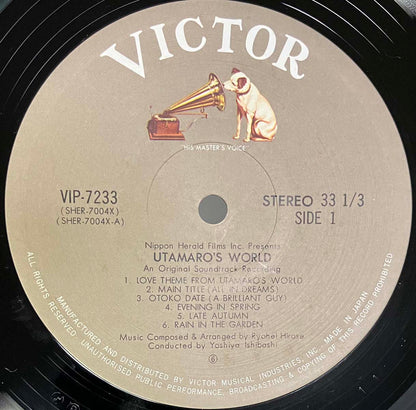 VICTOR
"HIS MASTER'S VOICE"
VIP-7233
(SHER-7004X)
(SHER-7004X-A)
STEREO 33 1/3
SIDE 1
Nippon Herald Films Inc. Presents
UTAMARO'S WORLD
An Original Soundtrack Recording
1. LOVE THEME FROM UTAMARO'S WORLD
2. MAIN TITLE (ALL IN DREAMS)
3. OTOKO DATE (A BRILLIANT GUY)
4. EVENING IN SPRING
5. LATE AUTUMN
6. RAIN IN THE GARDEN
Music Composed & Arranged by Ryohei Hirose
Conducted by Yoshiya Ishibashi
6
ALL RIGHTS RESERVED. UNAUTHORISED PUBLIC PERFORMANCE, BROADCASTING & COPYING OF THIS RECORD PROHIBITED.
MANUFACTURED AND DISTRIBUTED BY VICTOR MUSICAL INDUSTRIES, INC. MADE IN JAPAN